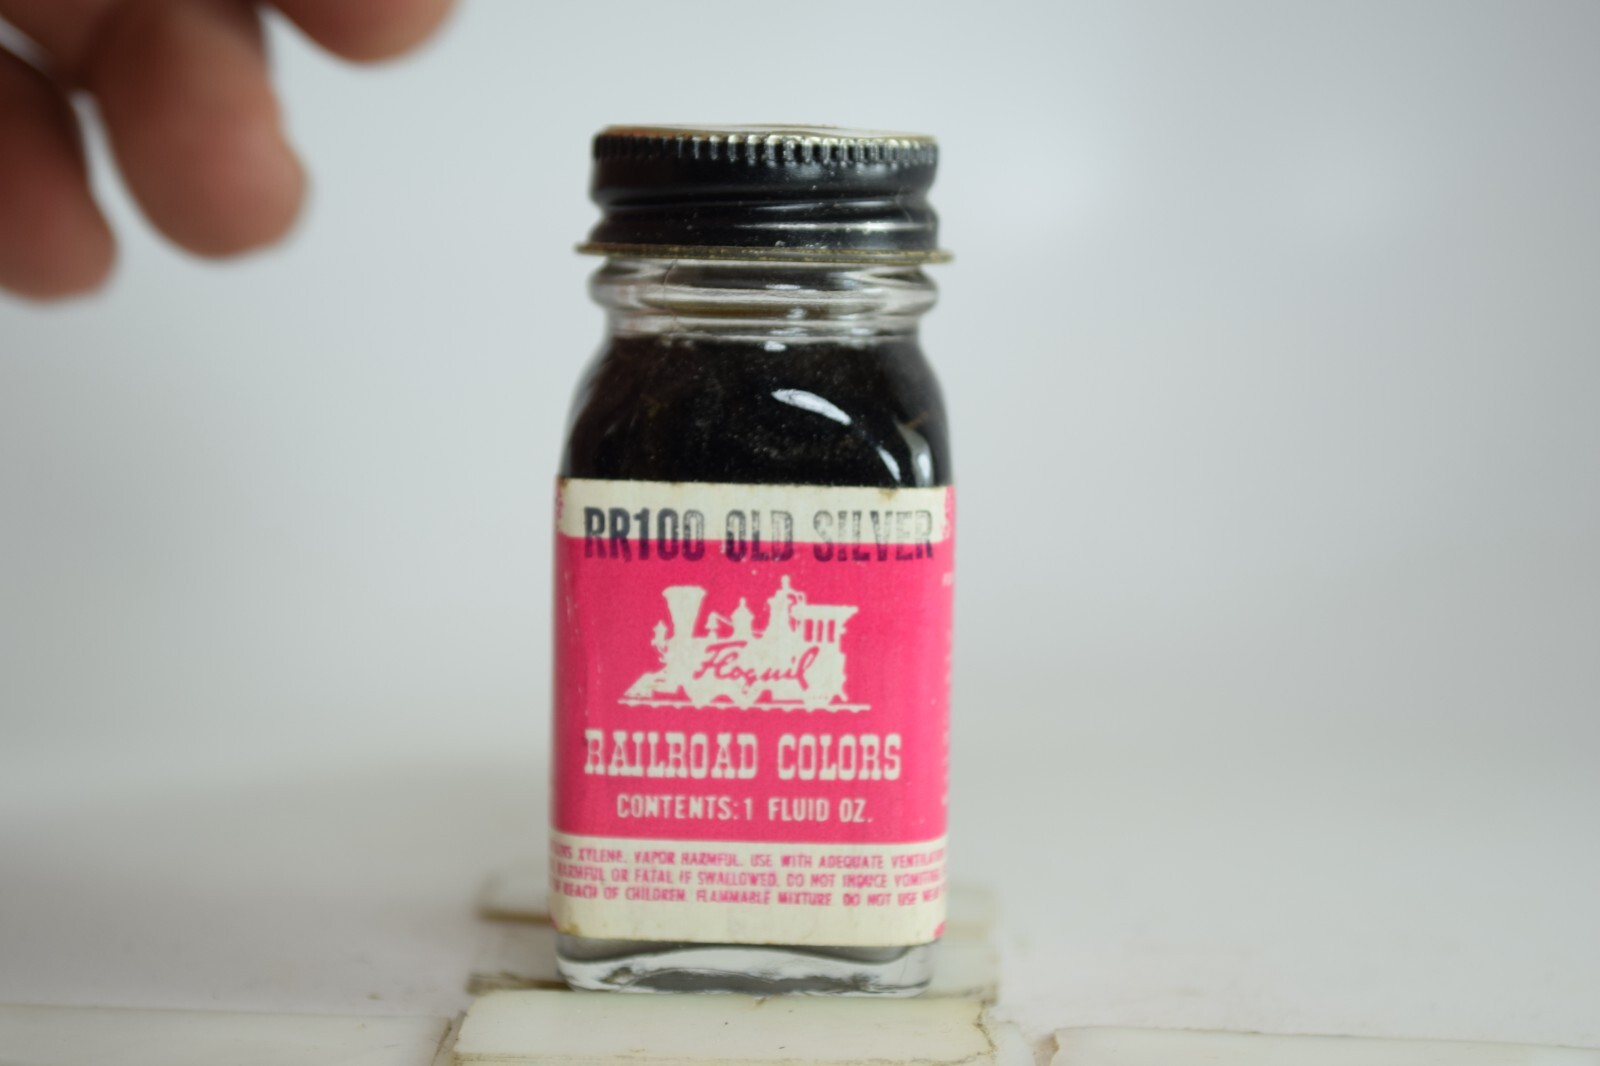 RR100 OLD SILVER
Floquil
RAILROAD COLORS
CONTENTS: 1 FLUID OZ.
XYLENE. VAPOR HARMFUL. USE WITH ADEQUATE
HARMFUL OR FATAL IF SWALLOWED. DO NOT INDUCE VOMITING
REACH OF CHILDREN. FLAMMABLE MIXTURE. DO NOT USE